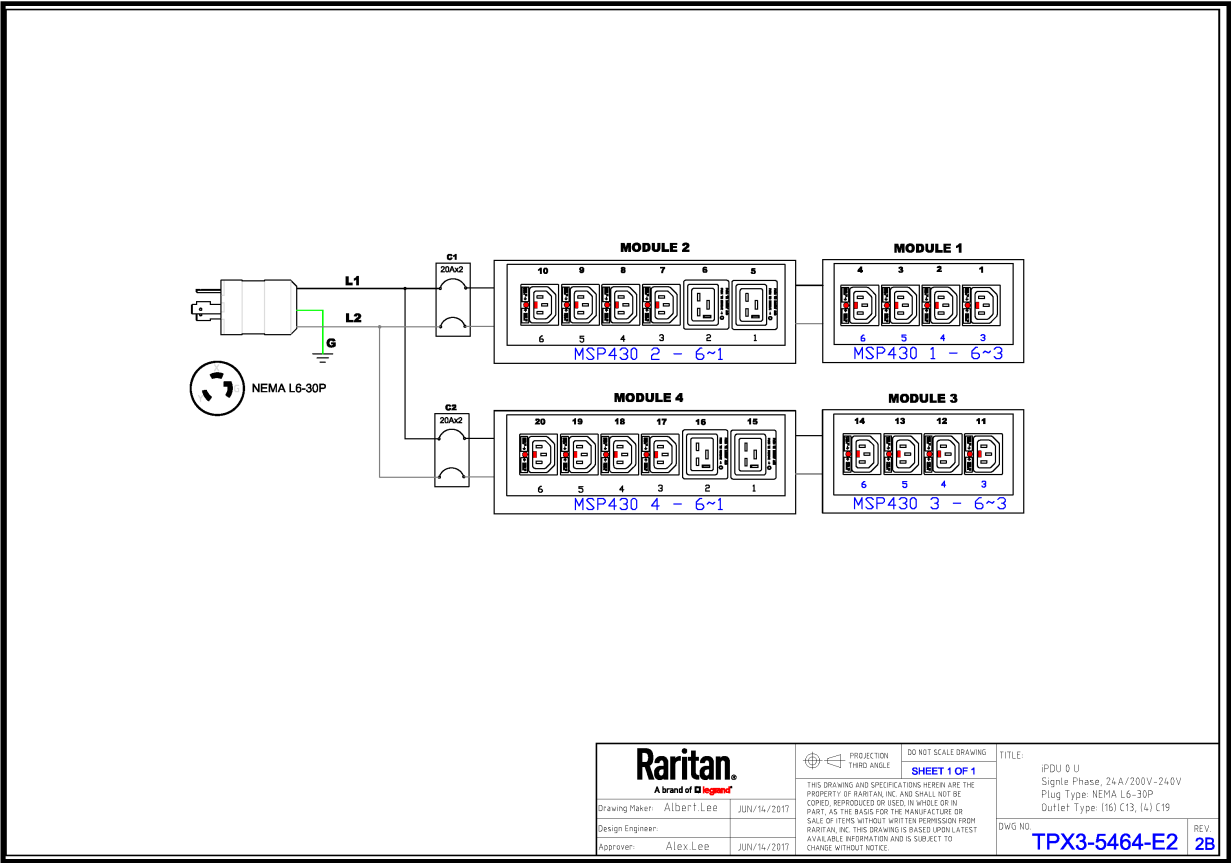 MODULE 2
MODULE 1
C1
20Ax2
10 9 8 7 6 5
4 3 2 1
L1
L2
G
6 5 4 3 2 1
6 5 4 3
MSP430 2 - 6~1
MSP430 1 - 6~3
NEMA L6-30P
MODULE 4
MODULE 3
C2
20Ax2
20 19 18 17 16 15
14 13 12 11
6 5 4 3 2 1
6 5 4 3
MSP430 4 - 6~1
MSP430 3 - 6~3
Raritan.
A brand of legrand
Drawing Maker: Albert.Lee JUN/14/2017
Design Engineer:
Approver: Alex.Lee JUN/14/2017
PROJECTION
THIRD ANGLE
DO NOT SCALE DRAWING
SHEET 1 OF 1
THIS DRAWING AND SPECIFICATIONS HEREIN ARE THE
PROPERTY OF RARITAN, INC. AND SHALL NOT BE
COPIED, REPRODUCED OR USED, IN WHOLE OR IN
PART, AS THE BASIS FOR THE MANUFACTURE OR
SALE OF ITEMS WITHOUT WRITTEN PERMISSION FROM
RARITAN, INC. THIS DRAWING IS BASED UPON LATEST
AVAILABLE INFORMATION AND IS SUBJECT TO
CHANGE WITHOUT NOTICE.
TITLE:
iPDU 0 U
Signle Phase, 24A/200V-240V
Plug Type: NEMA L6-30P
Outlet Type: (16) C13, (4) C19
DWG NO.
TPX3-5464-E2
REV.
2B